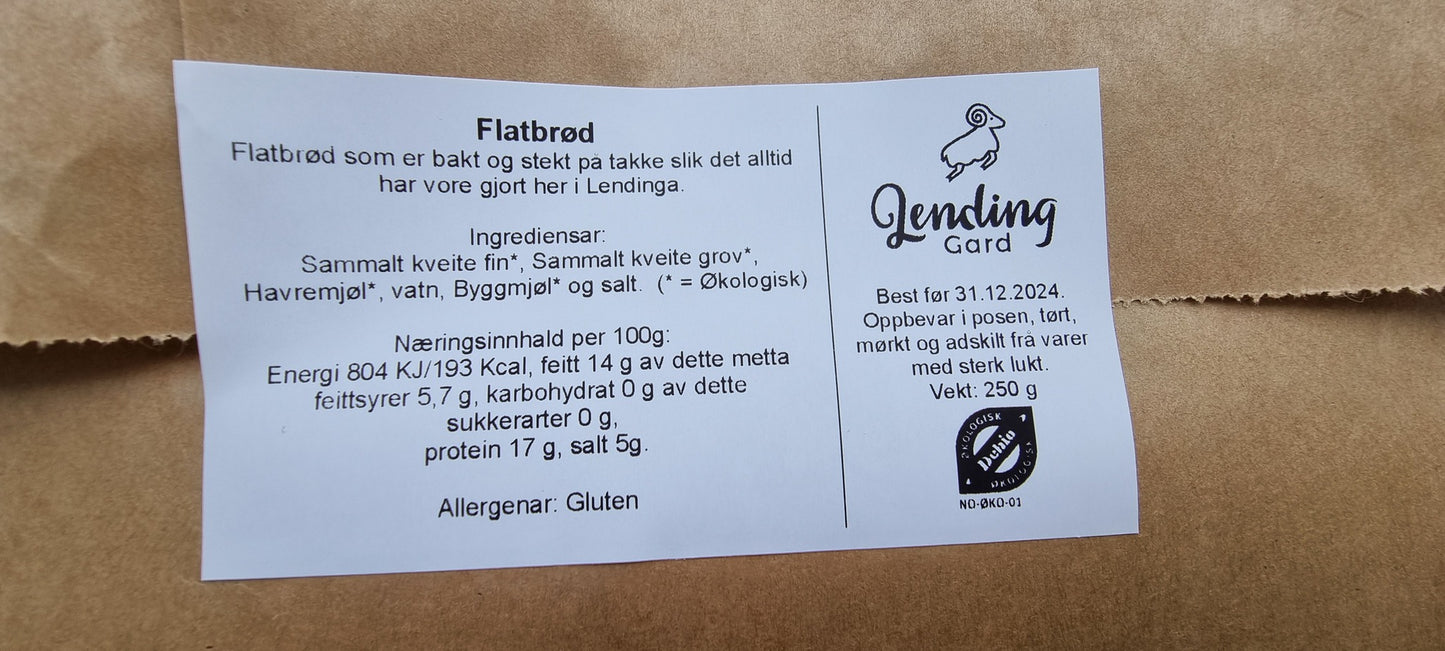 Flatbrød
Flatbrød som er bakt og stekt på takke slik det alltid
har vore gjort her i Lendinga.
Ingrediensar:
Sammalt kveite fin*, Sammalt kveite grov*,
Havremjøl*, vatn, Byggmjøl* og salt. (* = Økologisk)
Næringsinnhald per 100g:
Energi 804 KJ/193 Kcal, feitt 14 g av dette metta
feittsyrer 5,7 g, karbohydrat 0 g av dette
sukkerarter 0 g,
protein 17 g, salt 5g.
Allergenar: Gluten
Lending
Gard
Best før 31.12.2024.
Oppbevar i posen, tørt,
mørkt og adskilt frå varer
med sterk lukt.
Vekt: 250 g
ØKOLOGISK
Debio
ØKOLOGISK
NO-ØKO-01